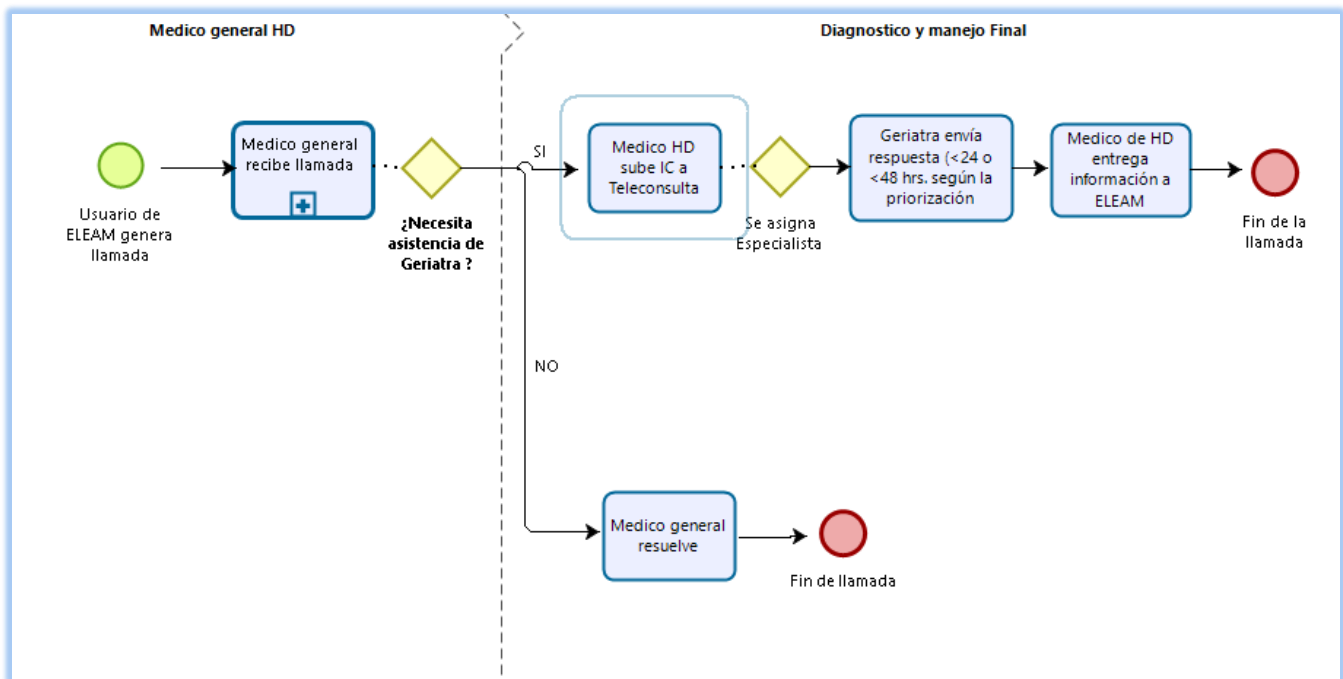 Medico general HD
Diagnostico y manejo Final
Usuario de
ELEAM genera
llamada
Medico general
recibe llamada
¿Necesita
asistencia de
Geriatra ?
SI
Medico HD
sube IC a
Teleconsulta
Se asigna
Especialista
Geriatra envía
respuesta (<24 o
<48 hrs. según la
priorización
Medico de HD
entrega
información a
ELEAM
Fin de la
llamada
NO
Medico general
resuelve
Fin de llamada